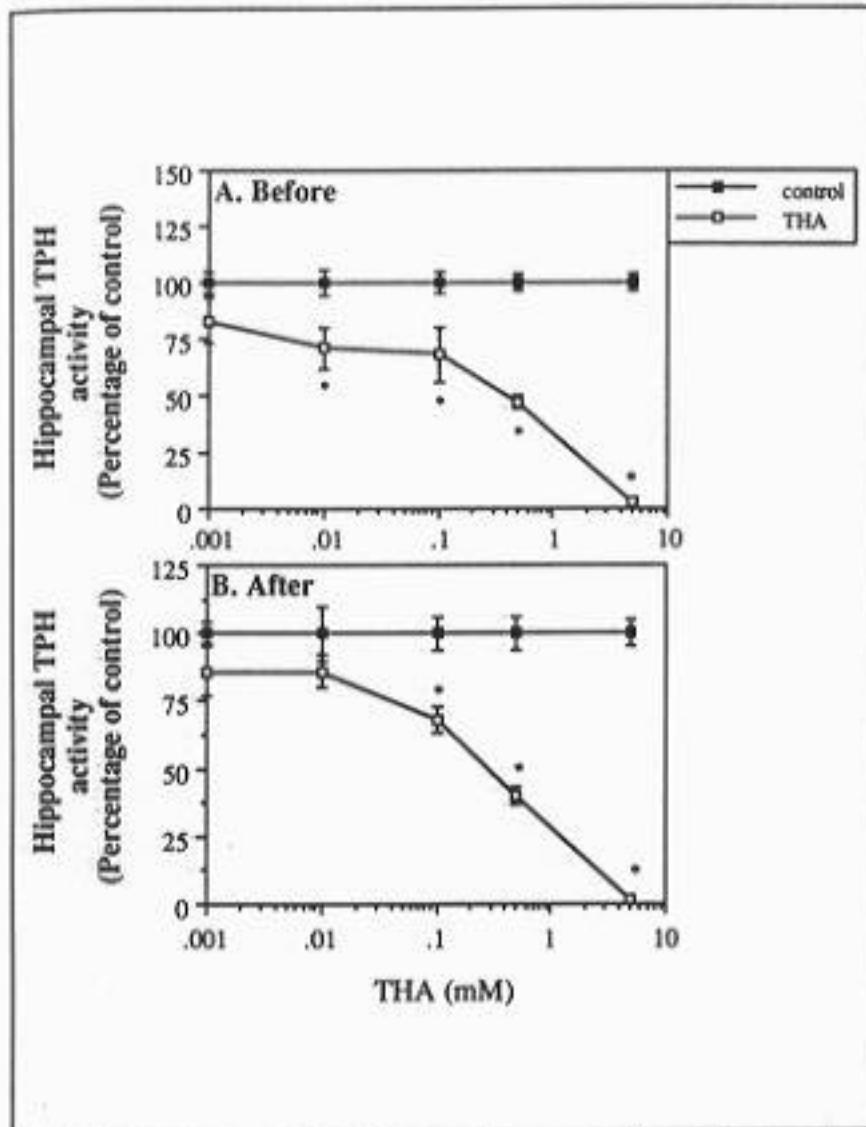 A. Before
control
THA
Hippocampal TPH
activity
(Percentage of control)
150
125
100
75
50
25
0
.001 .01 .1 1 10
*
*
*
*
B. After
Hippocampal TPH
activity
(Percentage of control)
125
100
75
50
25
0
*
*
*
.001 .01 .1 1 10
THA (mM)